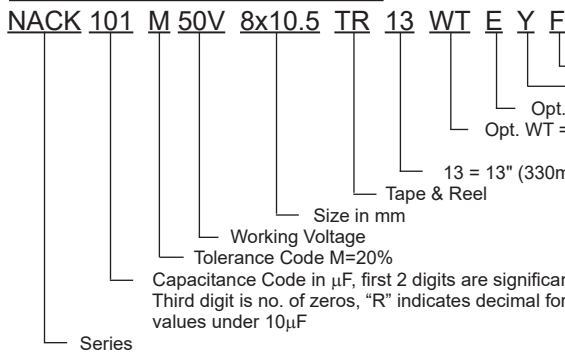 NACK 101 M 50V 8x10.5 TR 13 WT E Y F
Opt.
Opt. WT =
13 = 13" (330m
Tape & Reel
Size in mm
Working Voltage
Tolerance Code M=20%
Capacitance Code in μF, first 2 digits are significan
Third digit is no. of zeros, “R” indicates decimal for
values under 10μF
Series